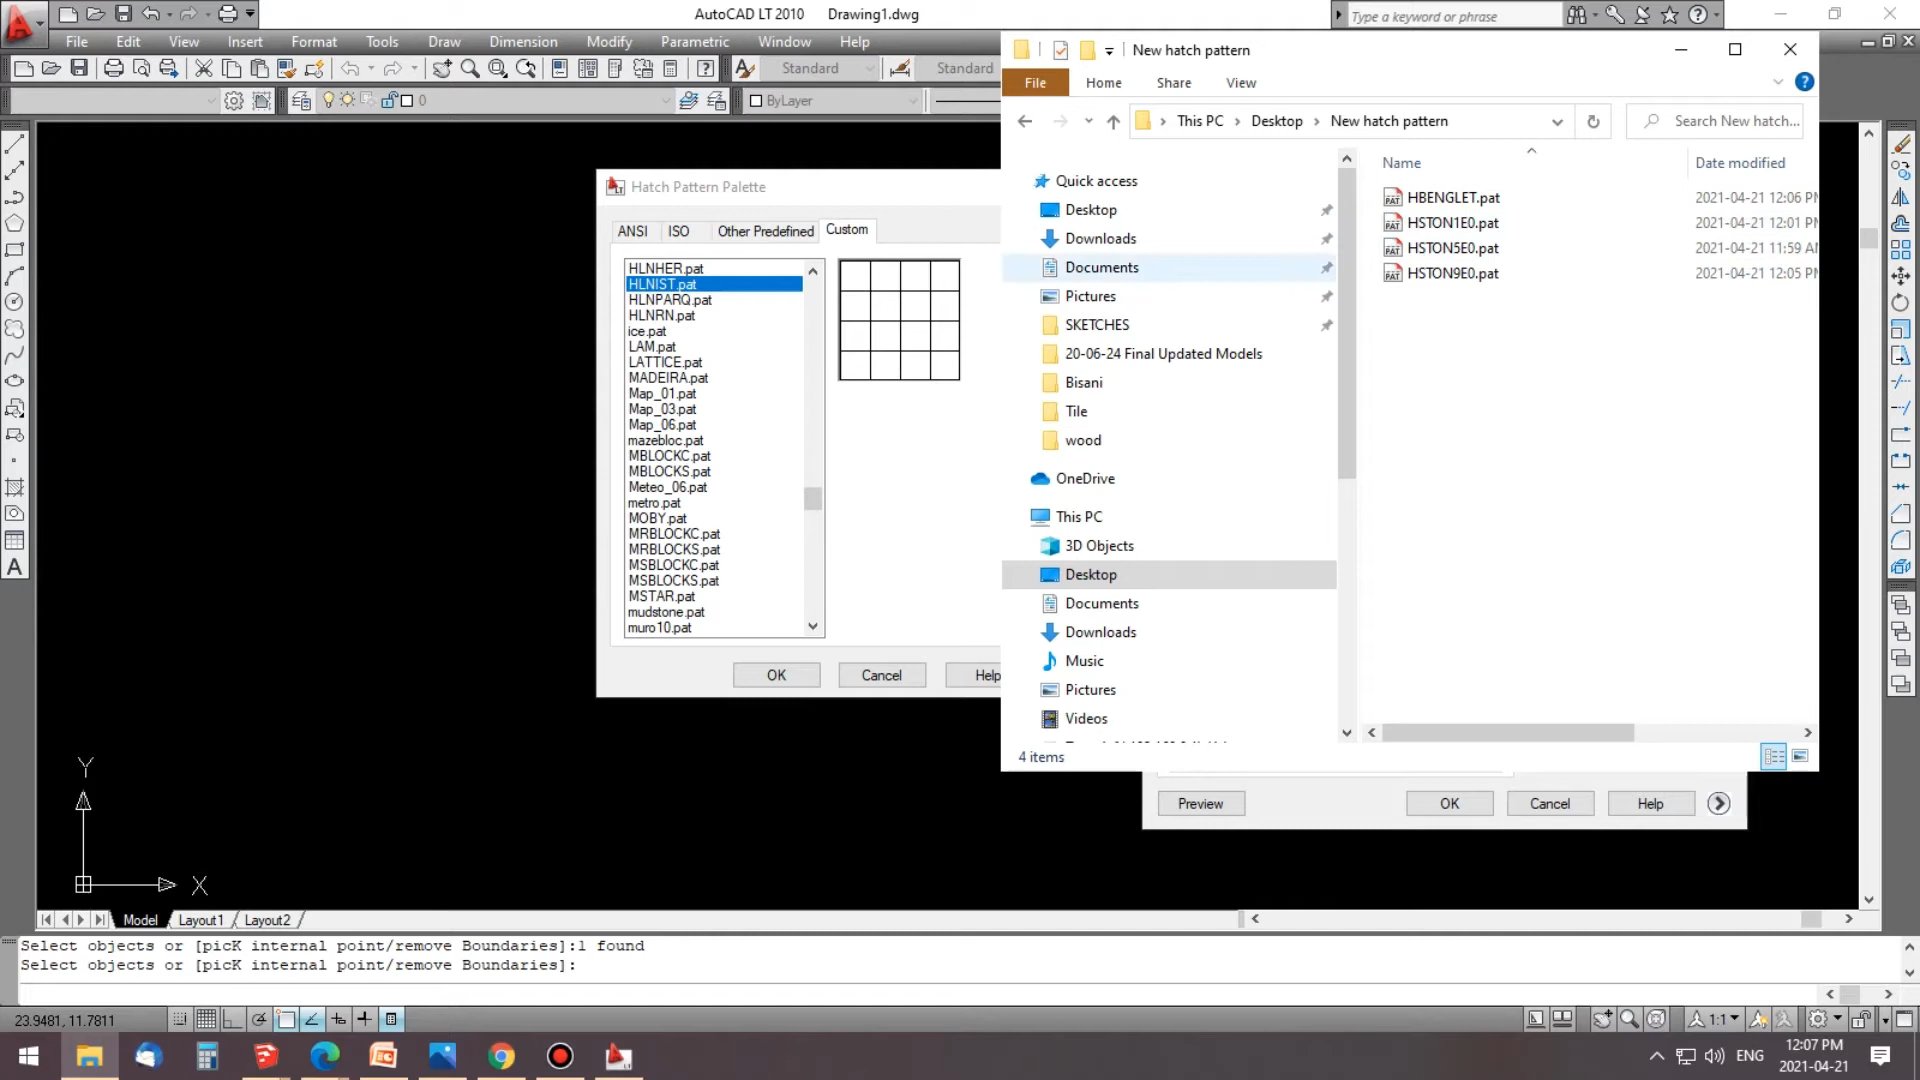 AutoCAD LT 2010 Drawing1.dwg
Type a keyword or phrase
File Edit View Insert Format Tools Draw Dimension Modify Parametric Window Help
Standard Standard
0 ByLayer
New hatch pattern
File Home Share View
This PC Desktop New hatch pattern
Search New hatch...
Name Date modified
HBENGLET.pat 2021-04-21 12:06 PM
HSTON1E0.pat 2021-04-21 12:01 PM
HSTON5E0.pat 2021-04-21 11:59 AM
HSTON9E0.pat 2021-04-21 12:05 PM
Quick access
Desktop
Downloads
Documents
Pictures
SKETCHES
20-06-24 Final Updated Models
Bisani
Tile
wood
OneDrive
This PC
3D Objects
Desktop
Documents
Downloads
Music
Pictures
Videos
4 items
Hatch Pattern Palette
ANSI ISO Other Predefined Custom
HLNHER.pat
HLNIST.pat
HLNPARQ.pat
HLNRN.pat
ice.pat
LAM.pat
LATTICE.pat
MADEIRA.pat
Map_01.pat
Map_03.pat
Map_06.pat
mazebloc.pat
MBLOCKC.pat
MBLOCKS.pat
Meteo_06.pat
metro.pat
MOBY.pat
MRBLOCKC.pat
MRBLOCKS.pat
MSBLOCKC.pat
MSBLOCKS.pat
MSTAR.pat
mudstone.pat
muro10.pat
OK Cancel Help
Preview OK Cancel Help
Y
X
Model Layout1 Layout2
Select objects or [picK internal point/remove Boundaries]:1 found
Select objects or [picK internal point/remove Boundaries]:
23.9481, 11.7811
1:1
ENG
12:07 PM
2021-04-21